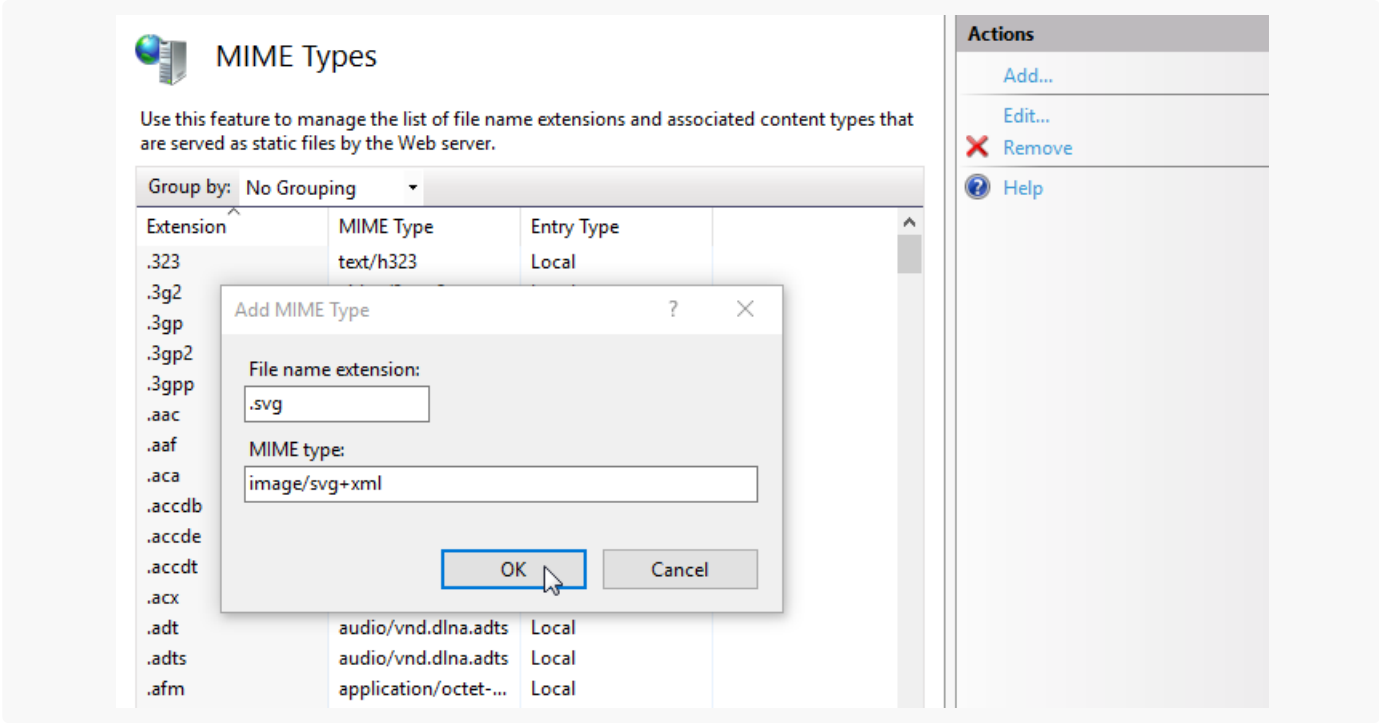 MIME Types
Use this feature to manage the list of file name extensions and associated content types that
are served as static files by the Web server.
Group by: No Grouping
Extension MIME Type Entry Type
.323 text/h323 Local
.3g2
.3gp
.3gp2
.3gpp
.aac
.aaf
.aca
.accdb
.accde
.accdt
.acx
.adt audio/vnd.dlna.adts Local
.adts audio/vnd.dlna.adts Local
.afm application/octet-... Local
Add MIME Type ?
File name extension:
.svg
MIME type:
image/svg+xml
OK Cancel
Actions
Add...
Edit...
Remove
? Help